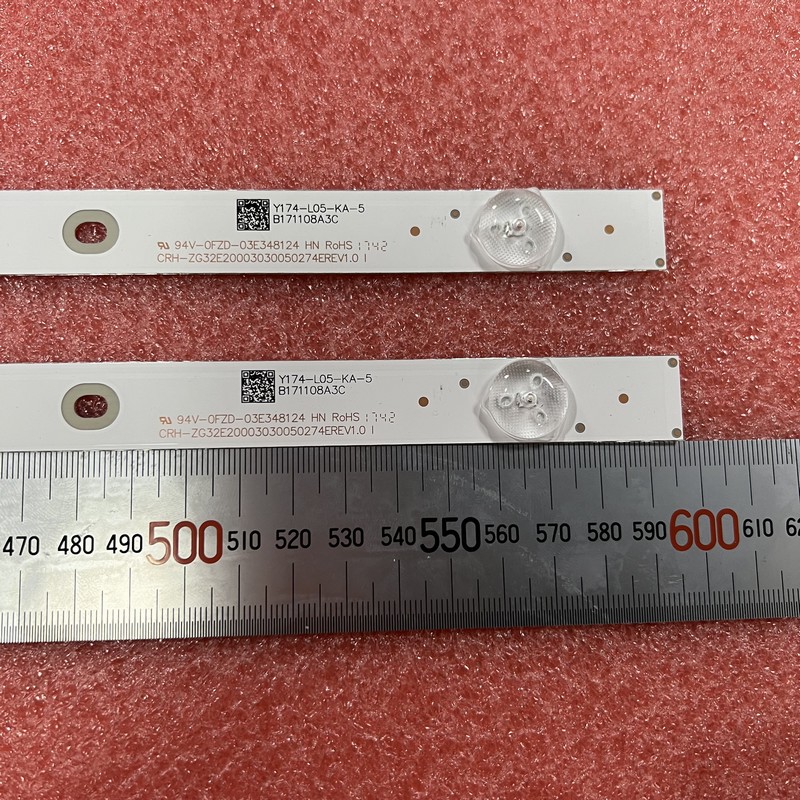 Y174-L05-KA-5
B171108A3C
94V-0FZD-03E348124 HN RoHS 1742
CRH-ZG32E20003030050274EREV1.0 I
Y174-L05-KA-5
B171108A3C
94V-0FZD-03E348124 HN RoHS 1742
CRH-ZG32E20003030050274EREV1.0 I
470 480 490 500 510 520 530 540 550 560 570 580 590 600 610